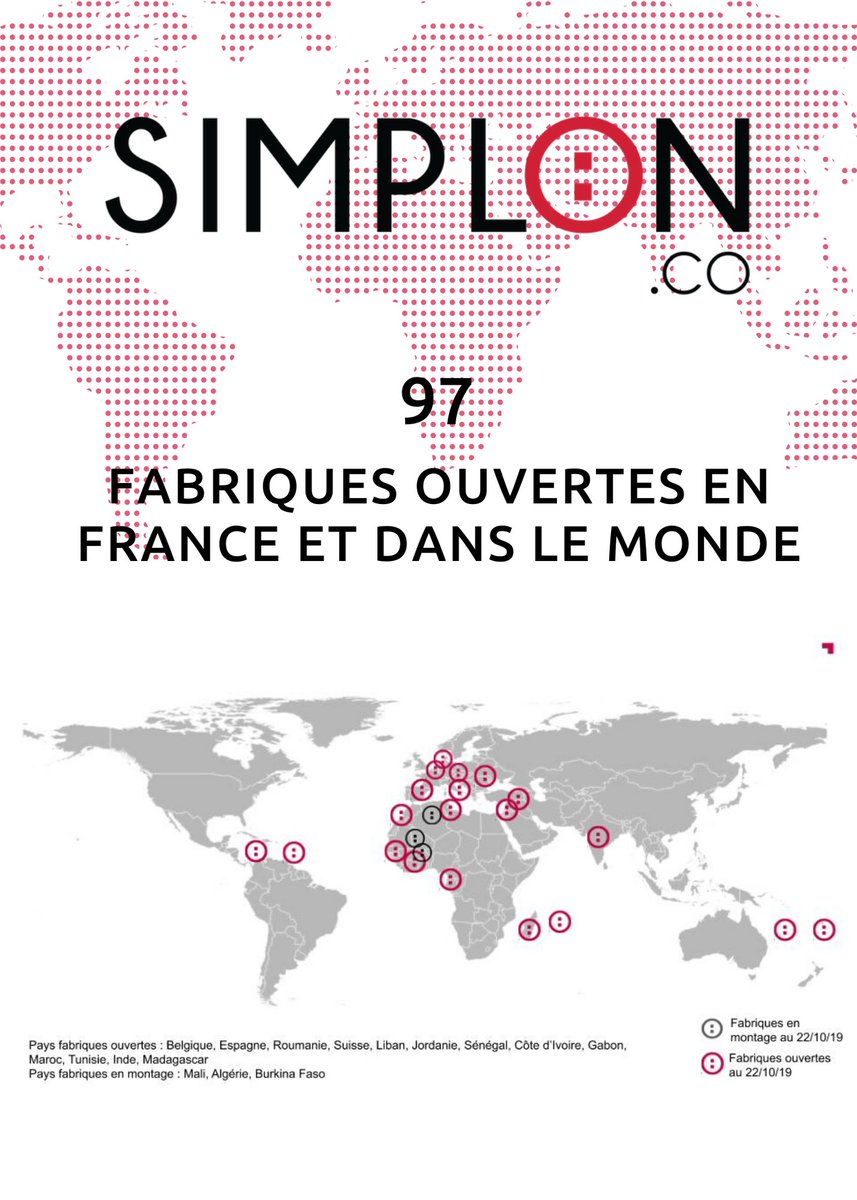 SIMPLON
.CO
97
FABRIQUES OUVERTES EN
FRANCE ET DANS LE MONDE
Pays fabriques ouvertes : Belgique, Espagne, Roumanie, Suisse, Liban, Jordanie, Sénégal, Côte d'Ivoire, Gabon,
Maroc, Tunisie, Inde, Madagascar
Pays fabriques en montage : Mali, Algérie, Burkina Faso
Fabriques en
montage au 22/10/19
Fabriques ouvertes
au 22/10/19